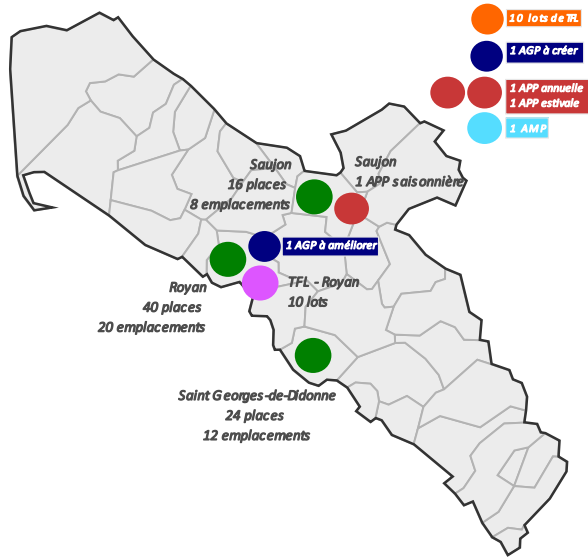 10 lots de TFL
1 AGP à créer
1 APP annuelle
1 APP estivale
1 AMP
Saujon
16 places
8 emplacements
Saujon
1 APP saisonnière
1 AGP à améliorer
Royan
40 places
20 emplacements
TFL - Royan
10 lots
Saint Georges-de-Didonne
24 places
12 emplacements